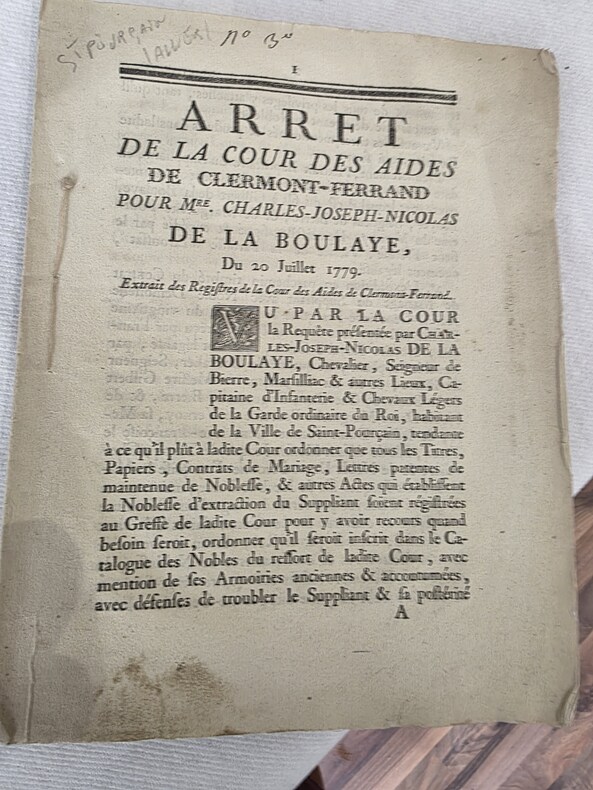 St POURÇAIN
(ALLIER) n° 3
1
ARRET
DE LA COUR DES AIDES
DE CLERMONT-FERRAND
POUR MRE. CHARLES-JOSEPH-NICOLAS
DE LA BOULAYE,
Du 20 Juillet 1779.
Extrait des Regiſtres de la Cour des Aides de Clermont-Ferrand.
VU PAR LA COUR
la Requête préſentée par CHAR-
LES-JOSEPH-NICOLAS DE LA
BOULAYE, Chevalier, Seigneur de
Bierre, Marſilliac & autres Lieux, Ca-
pitaine d'Infanterie & Chevaux Légers
de la Garde ordinaire du Roi, habitant
de la Ville de Saint-Pourçain, tendante
à ce qu'il plût à ladite Cour ordonner que tous les Titres,
Papiers, Contrats de Mariage, Lettres patentes de
maintenue de Nobleſſe, & autres Actes qui établiſſent
la Nobleſſe d'extraction du Suppliant ſoient régiſtrées
au Greffe de ladite Cour pour y avoir recours quand
beſoin ſeroit, ordonner qu'il ſeroit inſcrit dans le Ca-
talogue des Nobles du reſſort de ladite Cour, avec
mention de ſes Armoiries anciennes & accoutumées,
avec défenſes de troubler le Suppliant & ſa poſtérité
A